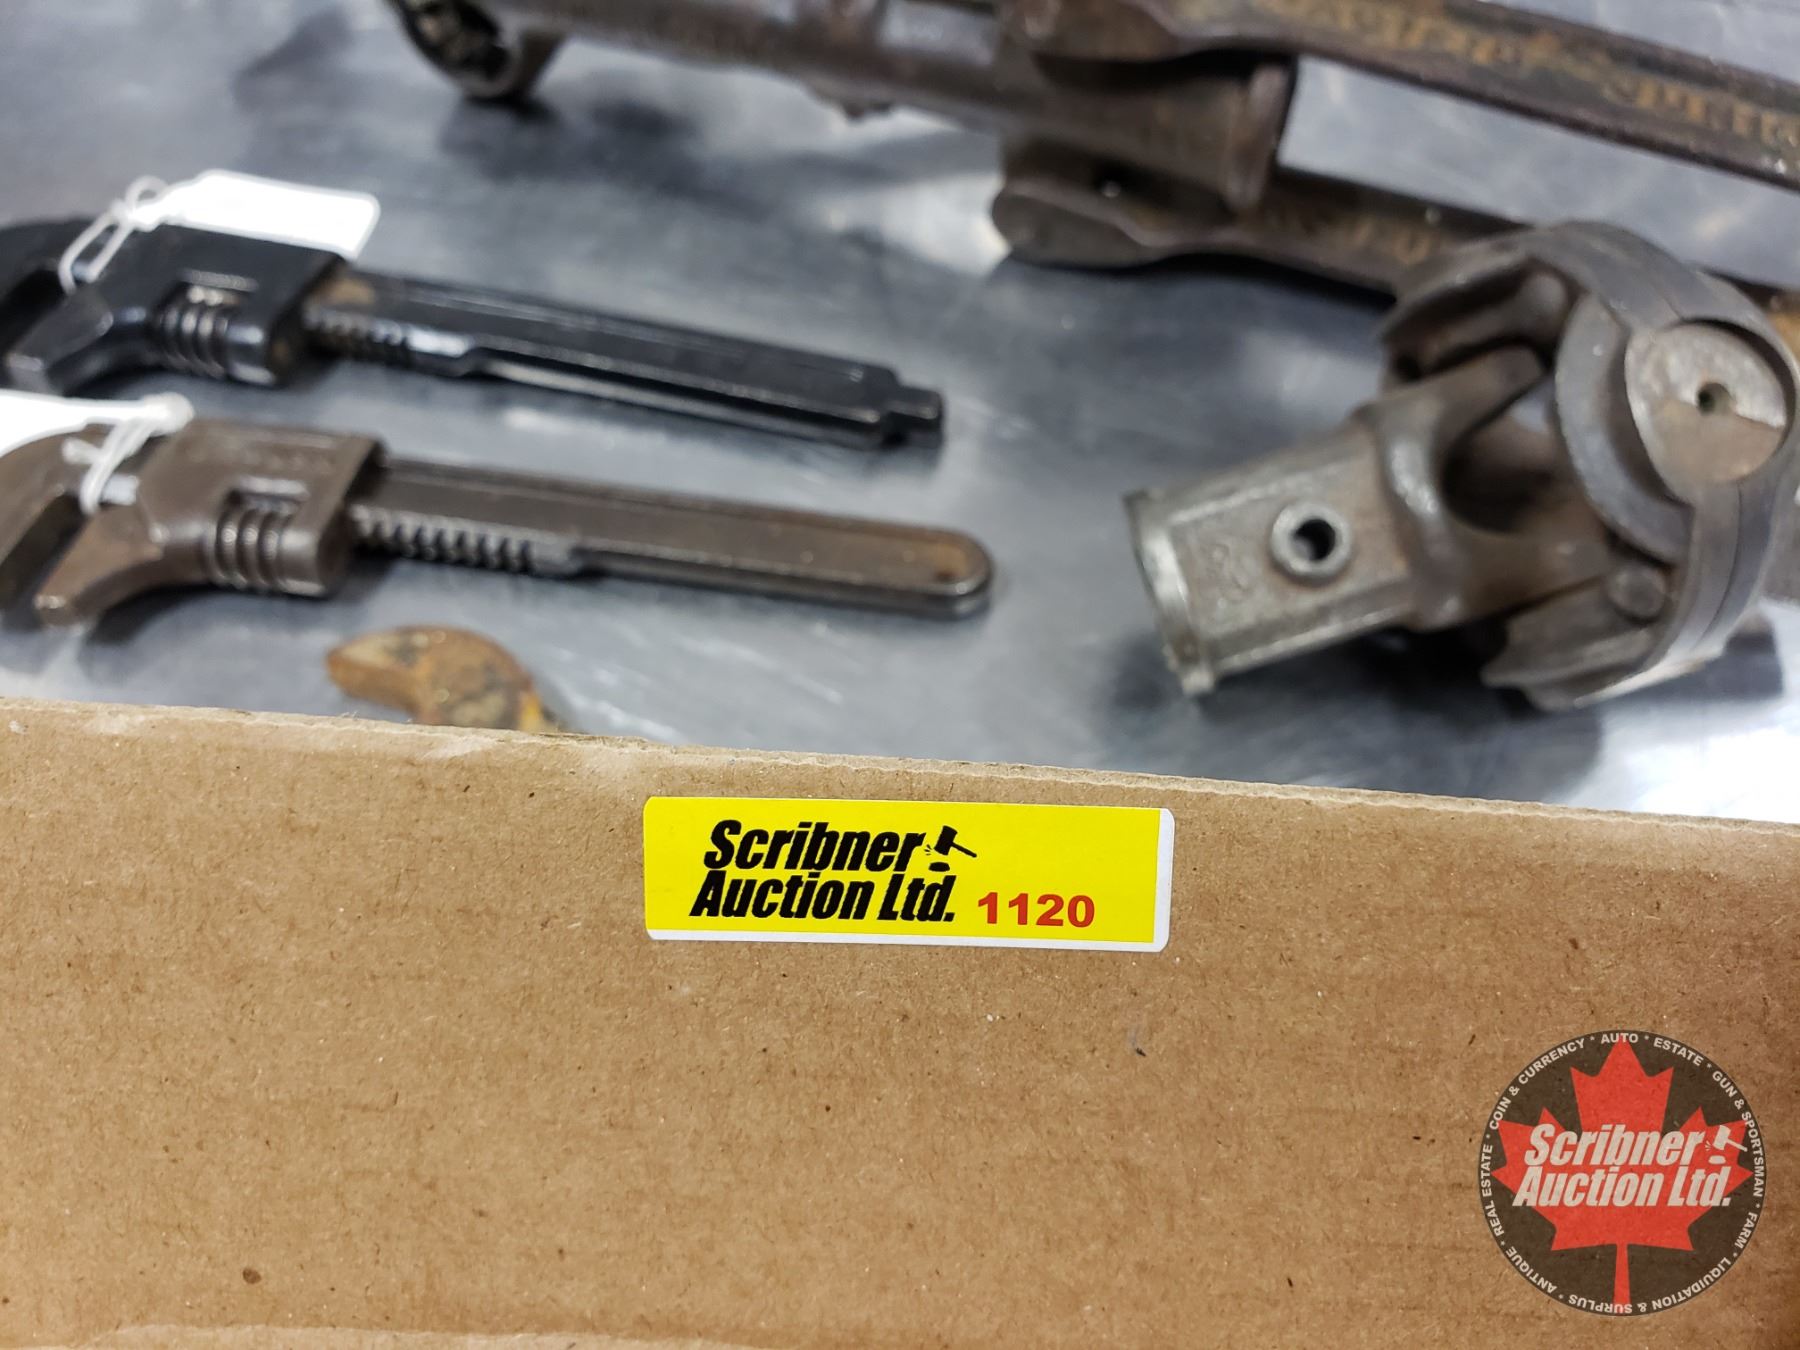 Scribner
Auction Ltd. 1120
COIN & CURRENCY * AUTO * ESTATE * GUN & SPORTSMAN * FARM * LIQUIDATION & SURPLUS * ANTIQUE * REAL ESTATE *
Scribner
Auction Ltd.